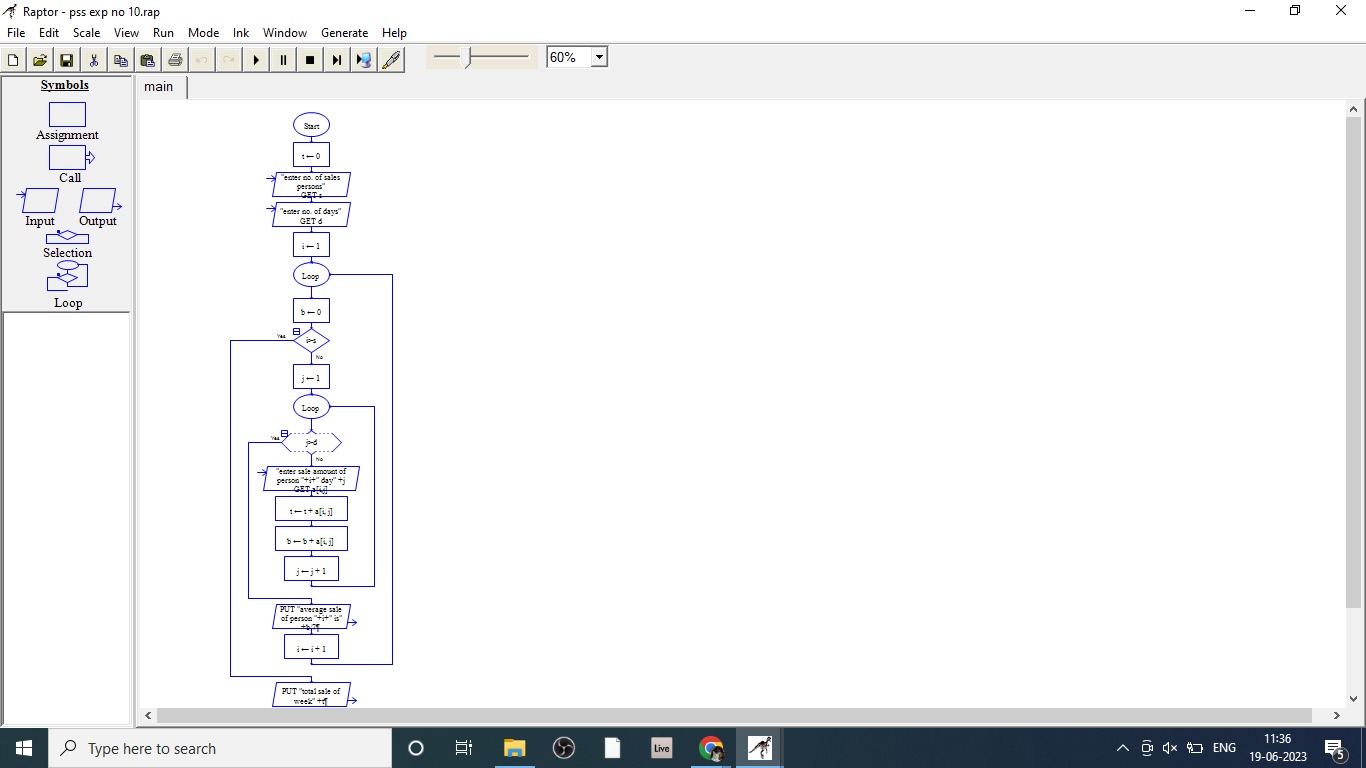 Raptor - pss exp no 10.rap
File Edit Scale View Run Mode Ink Window Generate Help
60%
Symbols
Assignment
Call
Input Output
Selection
Loop
main
Start
t ← 0
"enter no. of sales
persons"
GET s
"enter no. of days"
GET d
i ← 1
Loop
b ← 0
Yes
i>s
No
j ← 1
Loop
Yes
j>d
No
"enter sale amount of
person "+i+" day" +j
GET a[i,j]
t ← t + a[i, j]
b ← b + a[i, j]
j ← j + 1
PUT "average sale
of person "+i+" is"
i ← i + 1
PUT "total sale of
week" +t¶
Type here to search
Live
ENG
11:36
19-06-2023
5